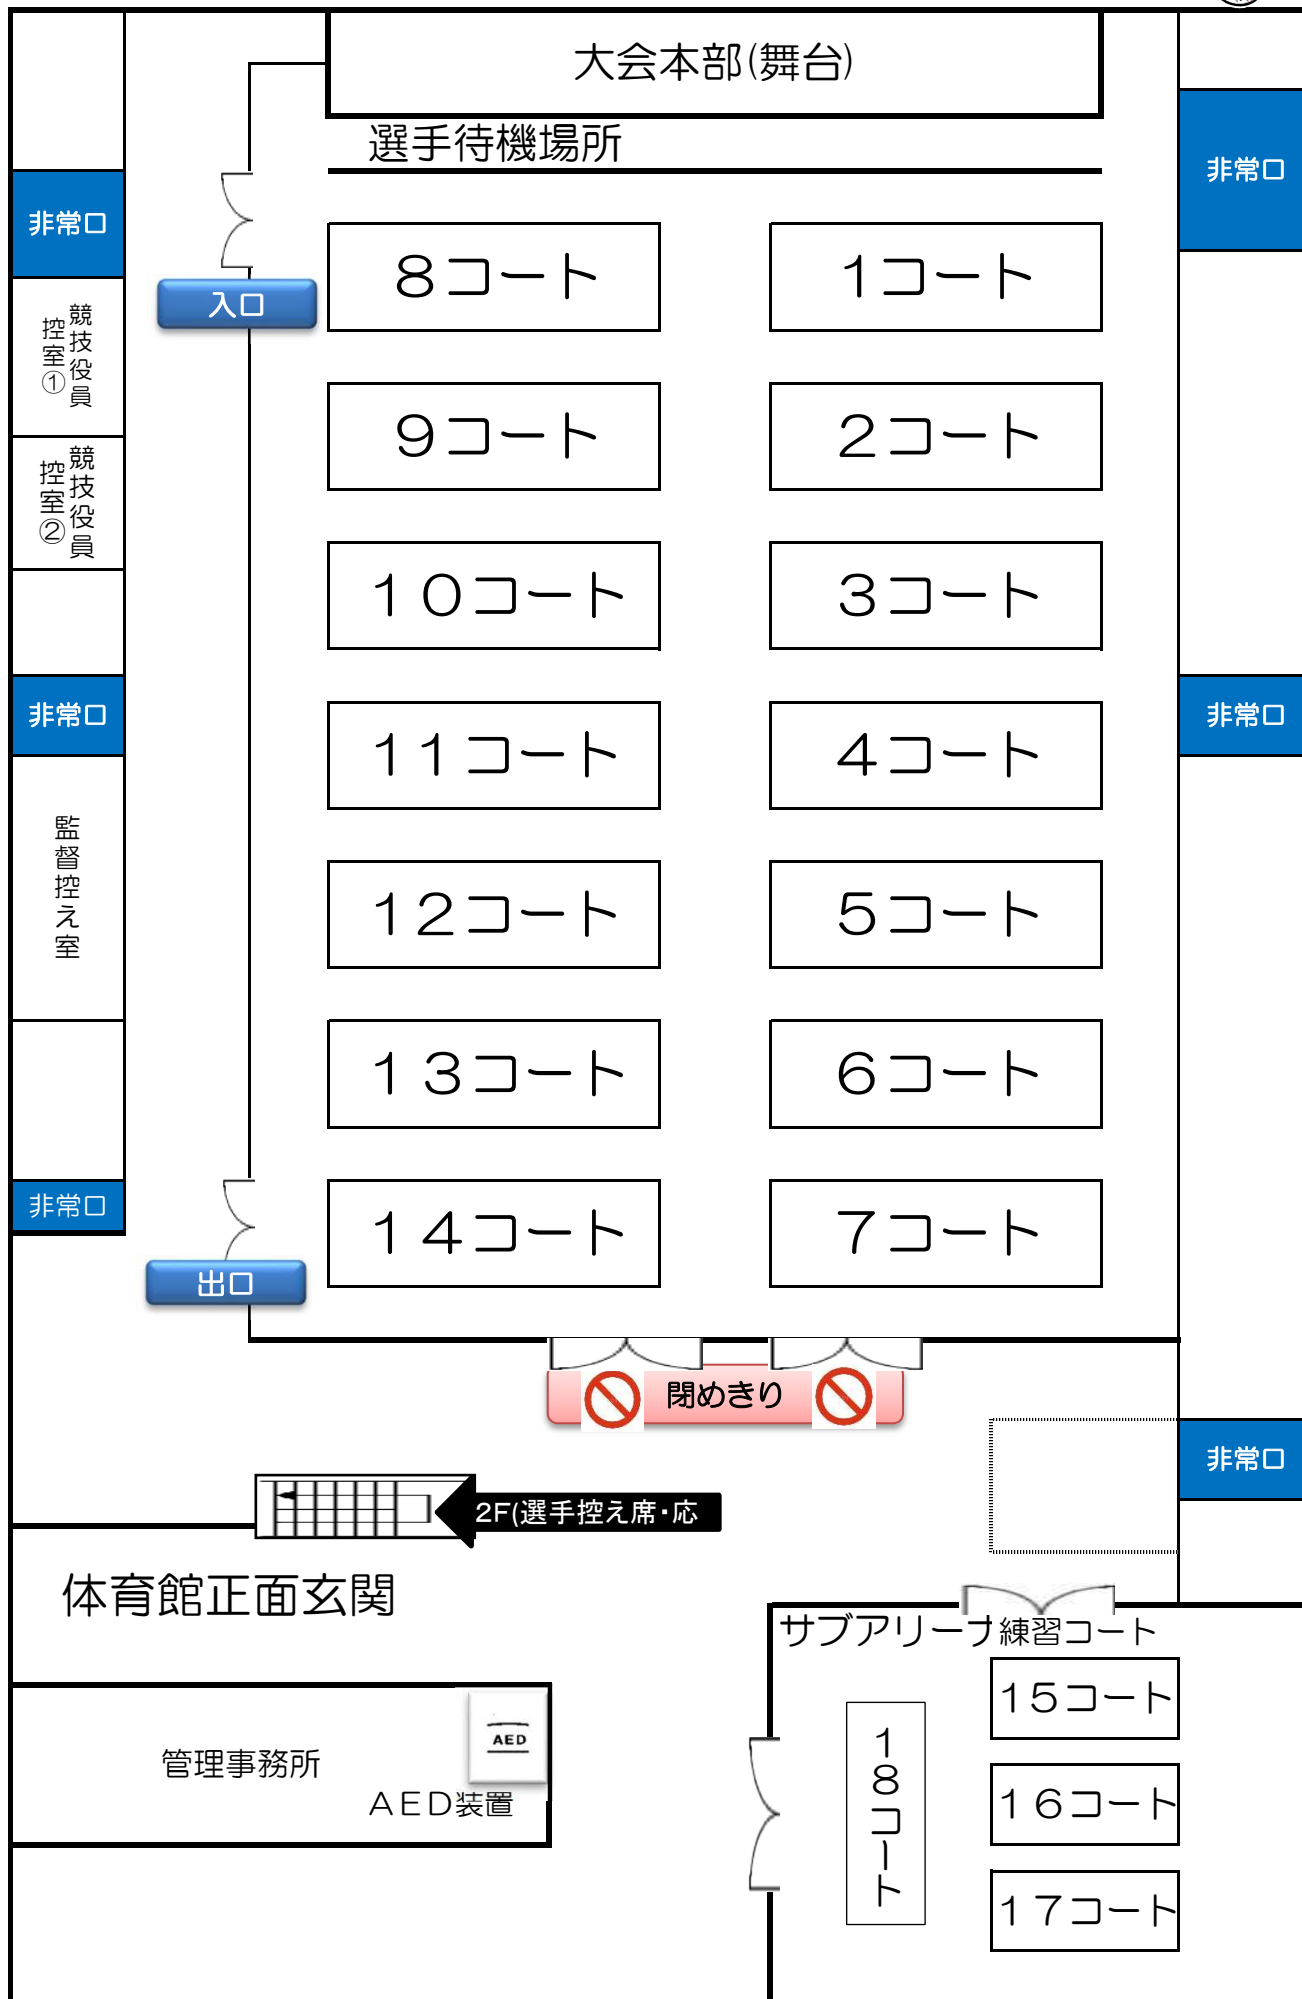 大会本部(舞台)
選手待機場所
非常口
非常口
入口
8コート
1コート
競技役員
控室①
9コート
2コート
競技役員
控室②
10コート
3コート
非常口
11コート
4コート
非常口
監督控え室
12コート
5コート
13コート
6コート
非常口
14コート
7コート
出口
閉めきり
非常口
2F(選手控え席・応
体育館正面玄関
サブアリーナ練習コート
15コート
AED
管理事務所
AED装置
18コート
16コート
17コート